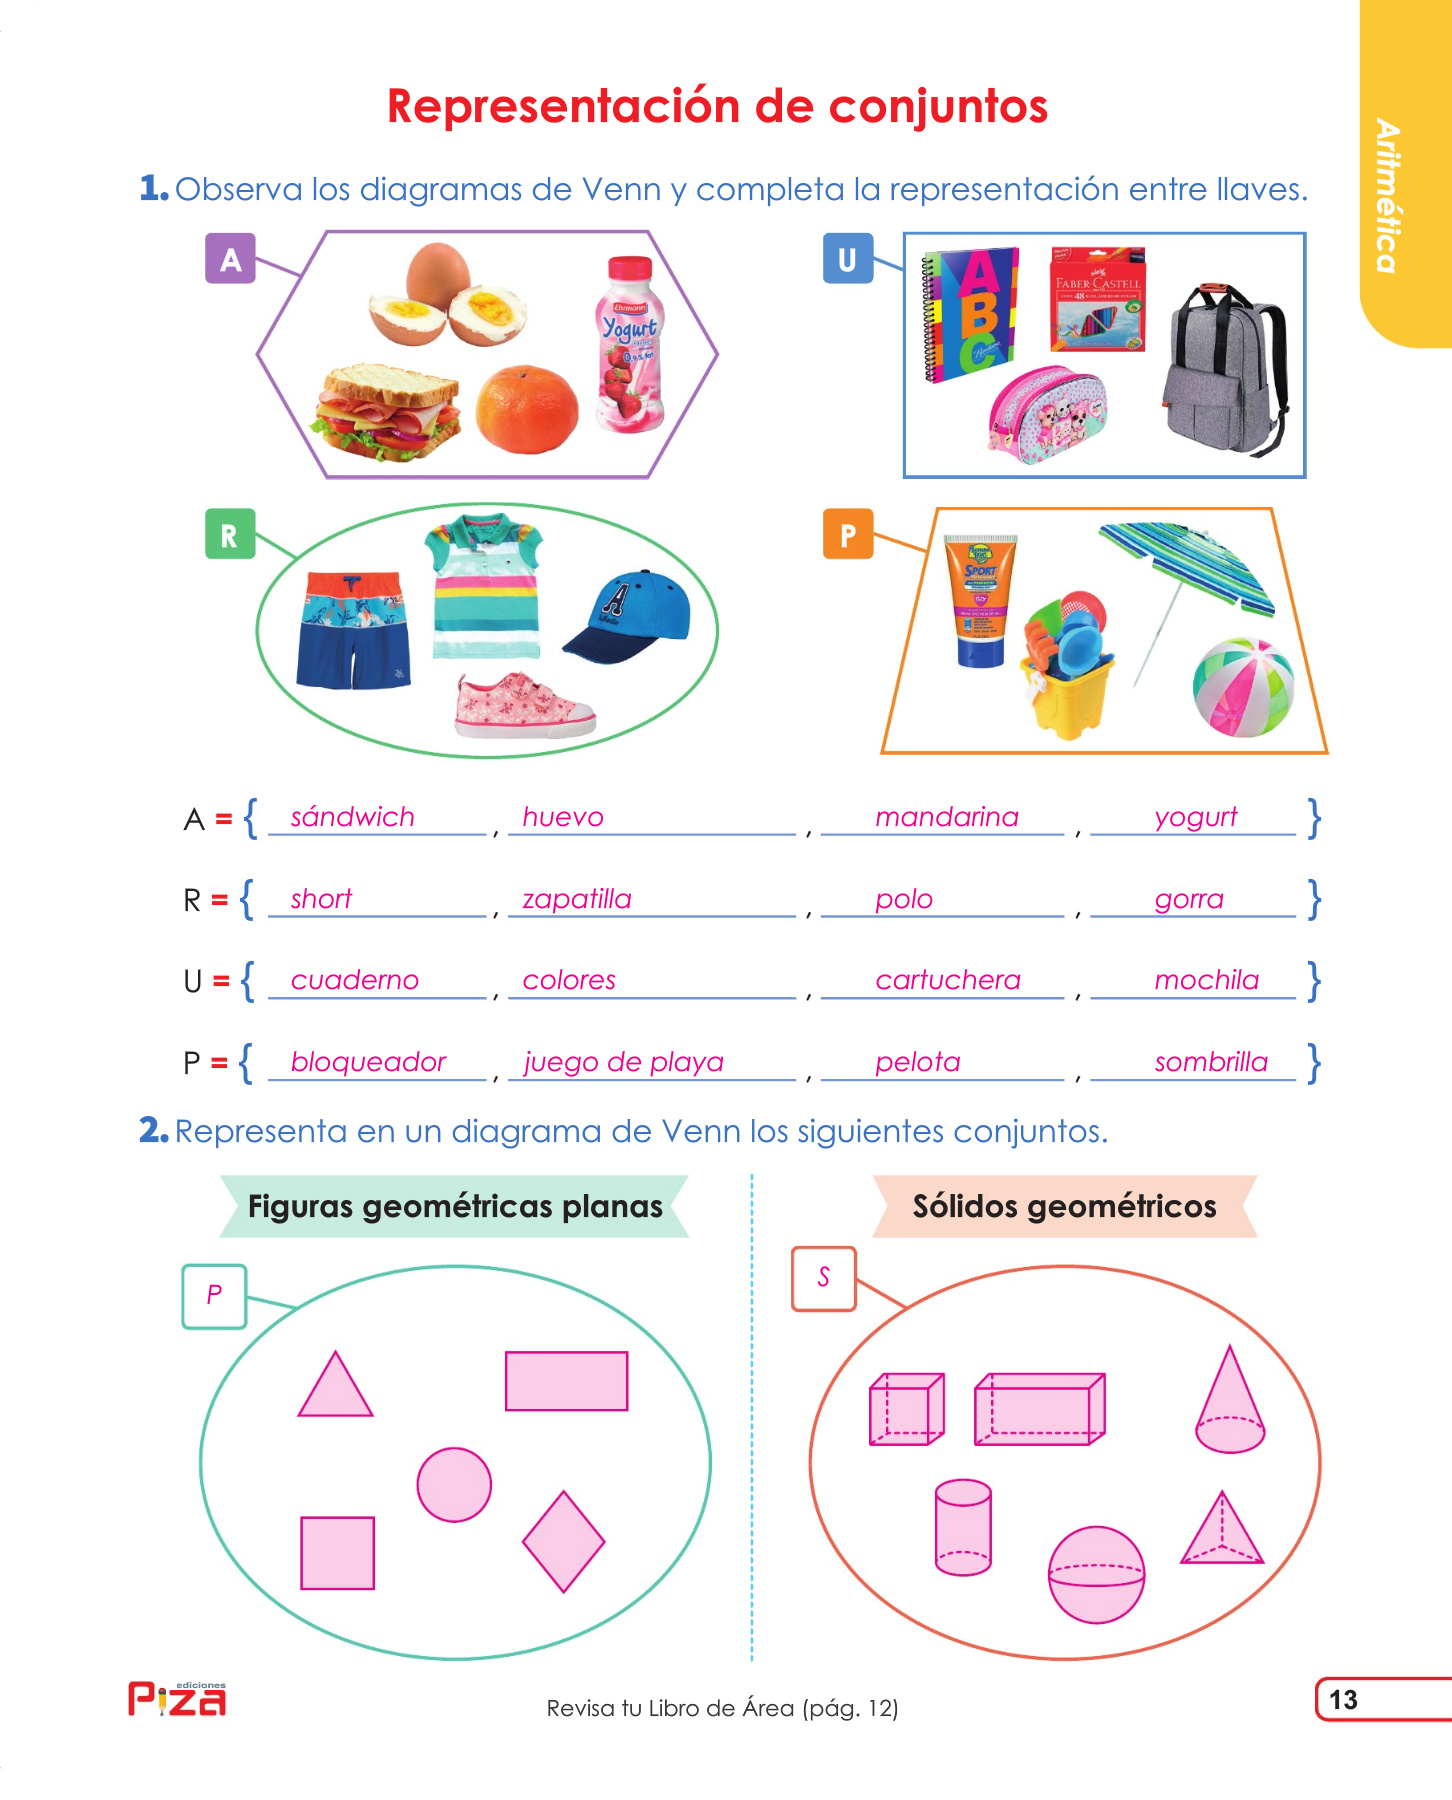 Representación de conjuntos
Aritmética
1. Observa los diagramas de Venn y completa la representación entre llaves.
A
Ehrmann
Yogurt
U
A
B
C
FABER-CASTELL
48
R
A
P
SPORT
A = { sándwich , huevo , mandarina , yogurt }
R = { short , zapatilla , polo , gorra }
U = { cuaderno , colores , cartuchera , mochila }
P = { bloqueador , juego de playa , pelota , sombrilla }
2. Representa en un diagrama de Venn los siguientes conjuntos.
Figuras geométricas planas
Sólidos geométricos
P
S
ediciones
Piza
Revisa tu Libro de Área (pág. 12)
13